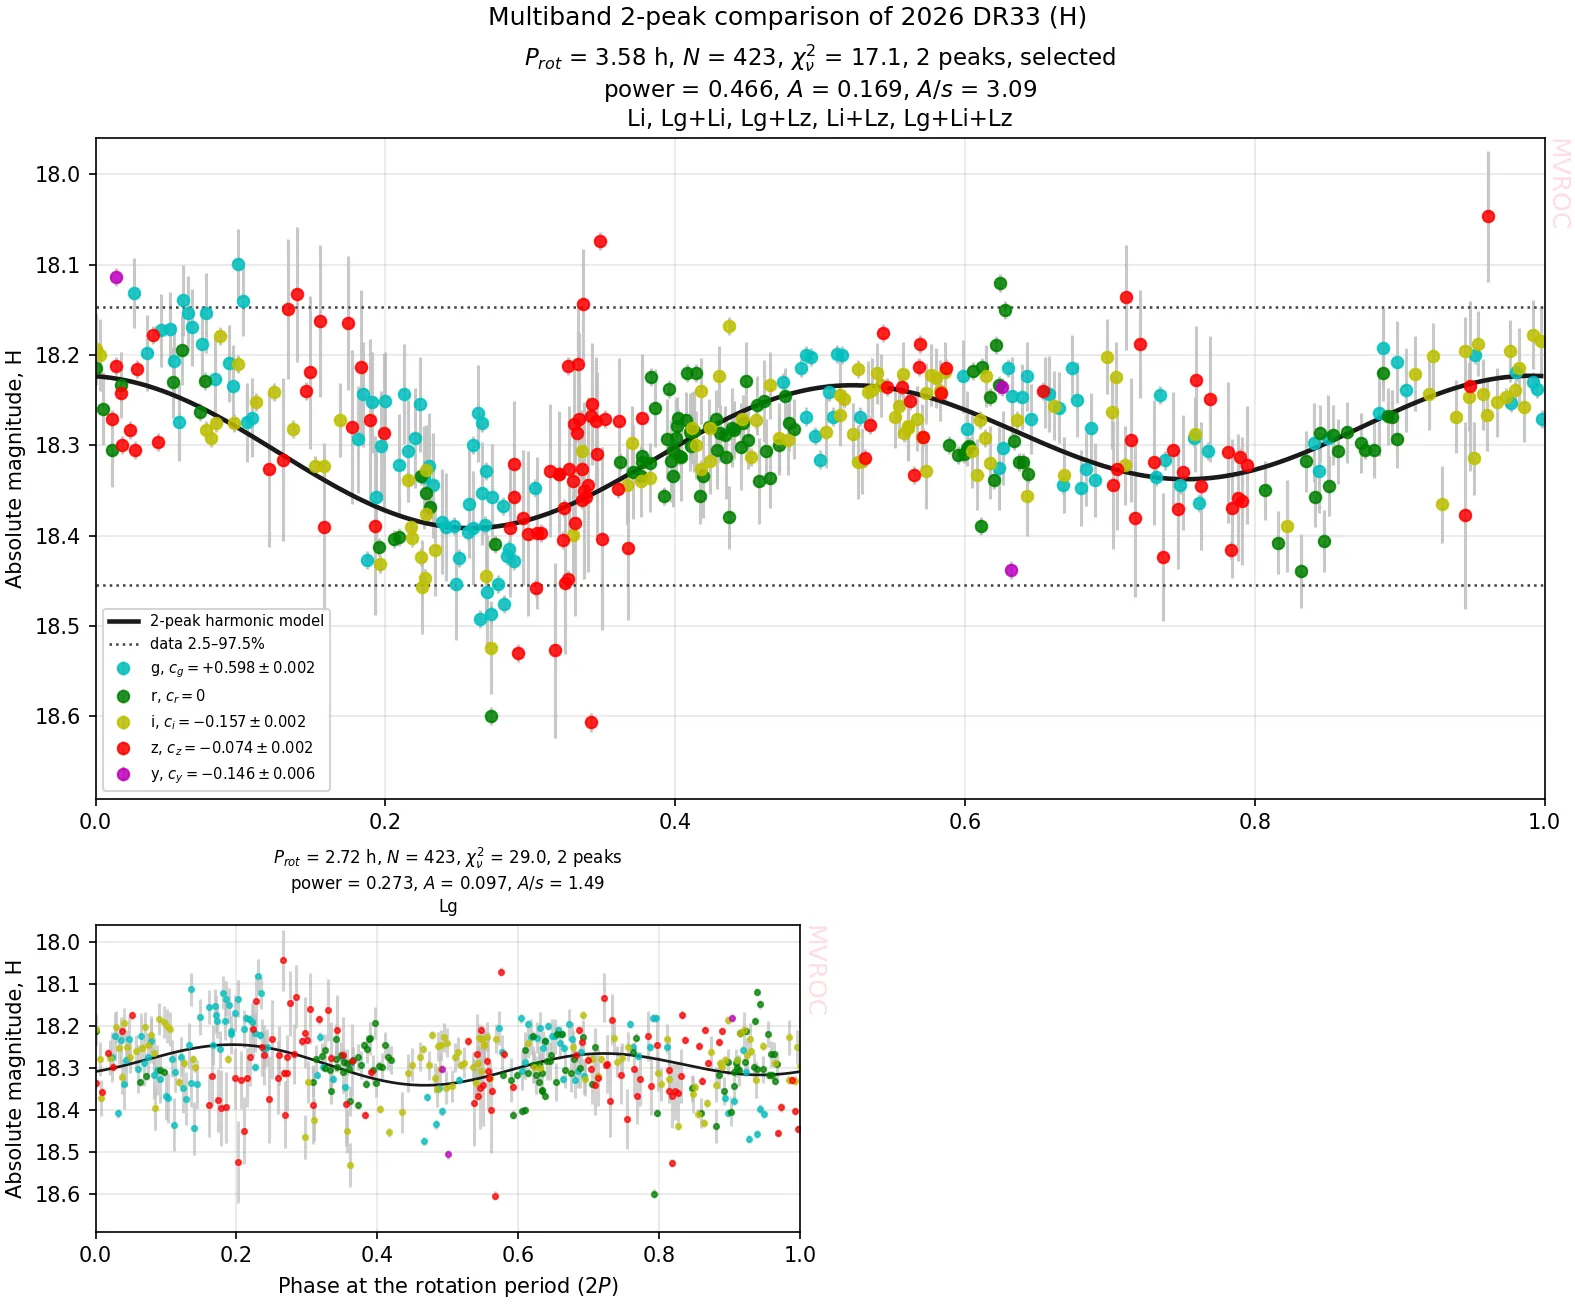 Multiband 2-peak comparison of 2026 DR33 (H)
P_rot = 3.58 h, N = 423, χ²_ν = 17.1, 2 peaks, selected
power = 0.466, A = 0.169, A/s = 3.09
Li, Lg+Li, Lg+Lz, Li+Lz, Lg+Li+Lz
MVROC
Absolute magnitude, H
18.0
18.1
18.2
18.3
18.4
18.5
18.6
2-peak harmonic model
data 2.5–97.5%
g, c_g = +0.598 ± 0.002
r, c_r = 0
i, c_i = −0.157 ± 0.002
z, c_z = −0.074 ± 0.002
y, c_y = −0.146 ± 0.006
0.0 0.2 0.4 0.6 0.8 1.0
P_rot = 2.72 h, N = 423, χ²_ν = 29.0, 2 peaks
power = 0.273, A = 0.097, A/s = 1.49
Lg
MVROC
Absolute magnitude, H
18.0
18.1
18.2
18.3
18.4
18.5
18.6
0.0 0.2 0.4 0.6 0.8 1.0
Phase at the rotation period (2P)